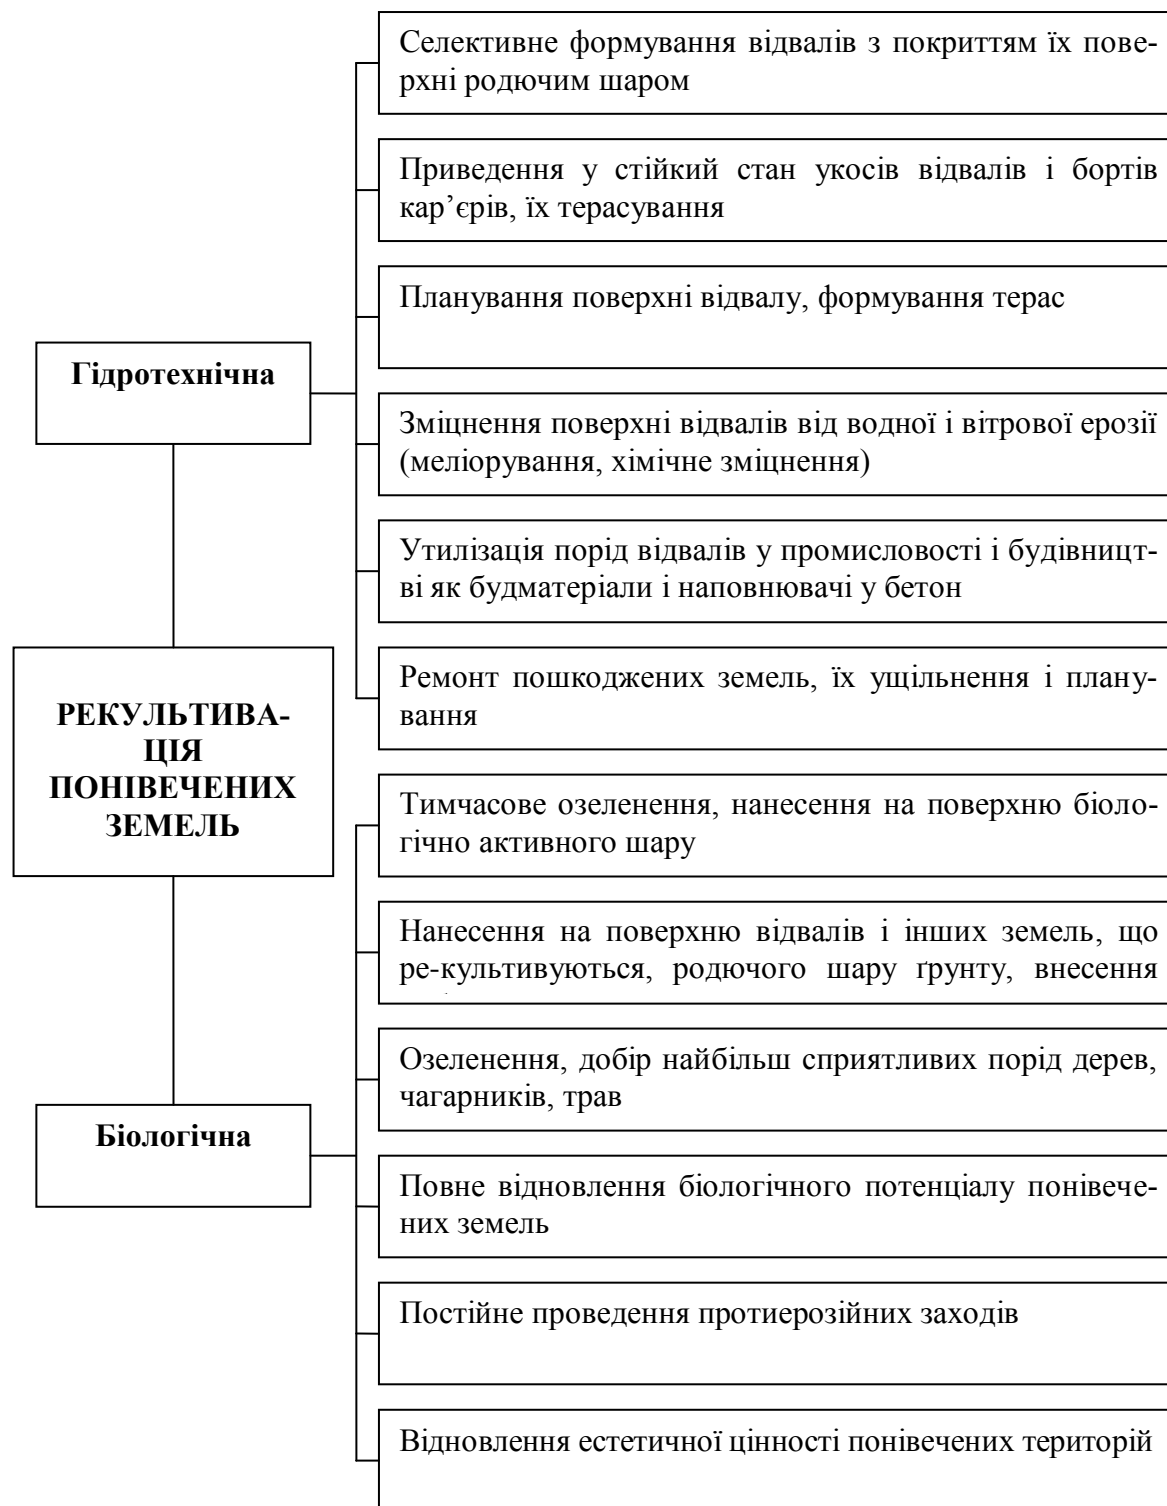 Селективне формування відвалів з покриттям їх пове-
рхні родючим шаром
Приведення у стійкий стан укосів відвалів і бортів
кар’єрів, їх терасування
Планування поверхні відвалу, формування терас
Гідротехнічна
Зміцнення поверхні відвалів від водної і вітрової ерозії
(меліорування, хімічне зміцнення)
Утилізація порід відвалів у промисловості і будівницт-
ві як будматеріали і наповнювачі у бетон
Ремонт пошкоджених земель, їх ущільнення і плану-
вання
РЕКУЛЬТИВА-
ЦІЯ
ПОНІВЕЧЕНИХ
ЗЕМЕЛЬ
Тимчасове озеленення, нанесення на поверхню біоло-
гічно активного шару
Нанесення на поверхню відвалів і інших земель, що
ре-культивуються, родючого шару ґрунту, внесення
Озеленення, добір найбільш сприятливих порід дерев,
чагарників, трав
Біологічна
Повне відновлення біологічного потенціалу понівече-
них земель
Постійне проведення протиерозійних заходів
Відновлення естетичної цінності понівечених територій